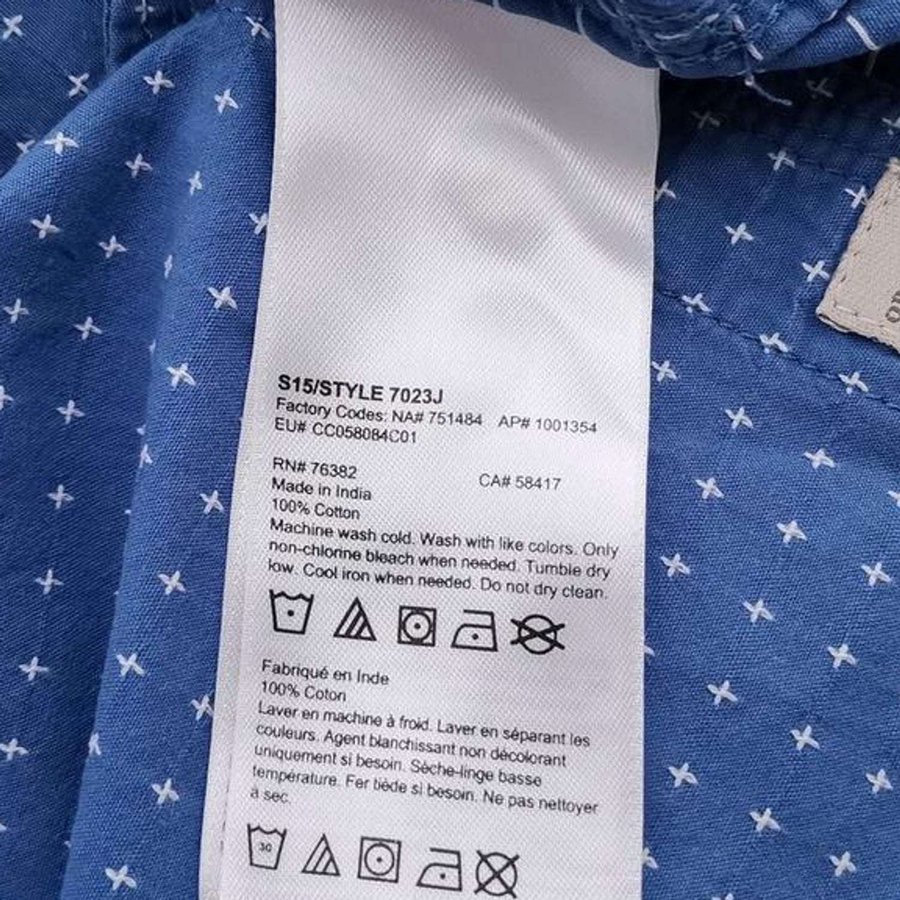 S15/STYLE 7023J
Factory Codes: NA# 751484 AP# 1001354
EU# CC058084C01
RN# 76382 CA# 58417
Made in India
100% Cotton
Machine wash cold. Wash with like colors. Only
non-chlorine bleach when needed. Tumble dry
low. Cool iron when needed. Do not dry clean.
Fabriqué en Inde
100% Coton
Laver en machine à froid. Laver en séparant les
couleurs. Agent blanchissant non décolorant
uniquement si besoin. Sèche-linge basse
température. Fer tiède si besoin. Ne pas nettoyer
à sec.
30